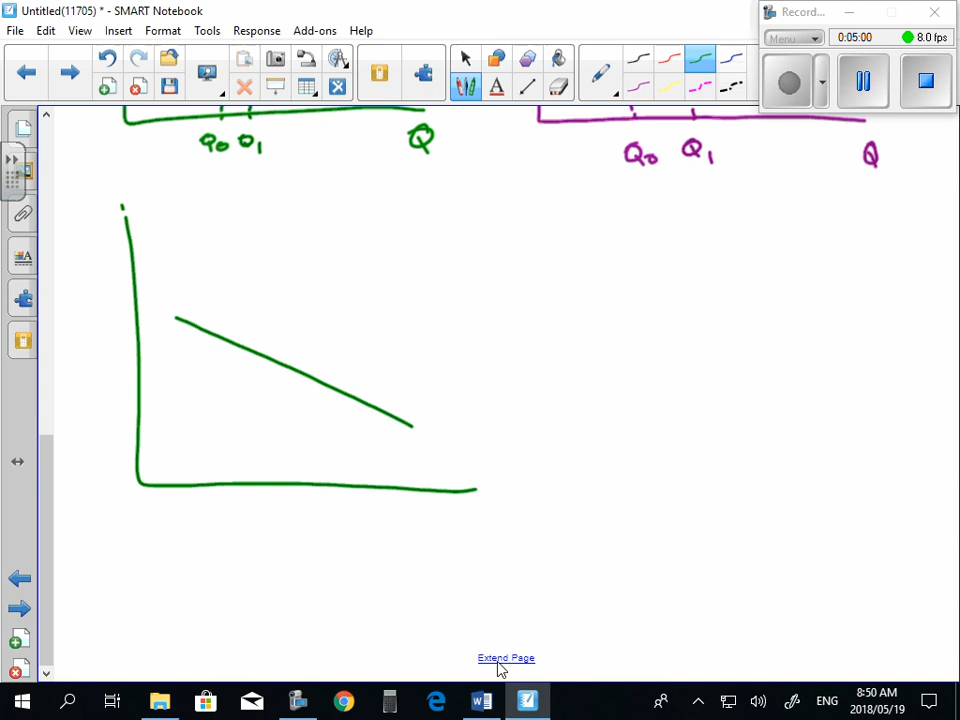 Untitled(11705) * - SMART Notebook
Record...
File Edit View Insert Format Tools Response Add-ons Help
Menu
0:05:00
8.0 fps
A
Q0 Q1 Q
Q0 Q1 Q
Extend Page
ENG
8:50 AM
2018/05/19